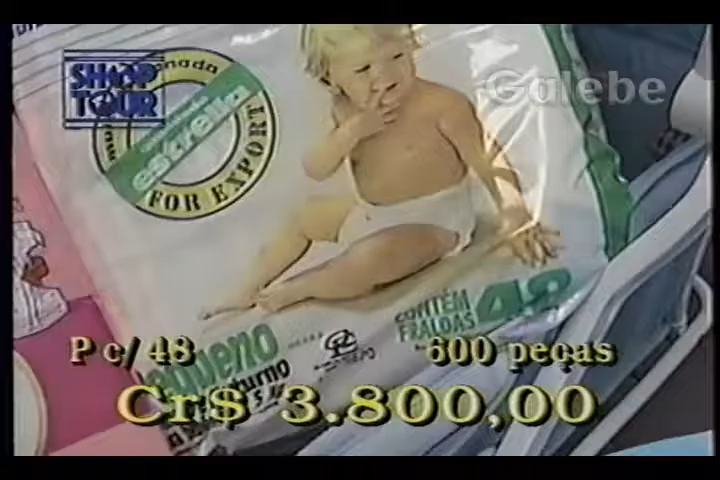 SHOP
TOUR
Galebe
estrella
FOR EXPORT
CONTÉM
FRALDAS 48
P c/ 48
600 peças
Cr$ 3.800,00